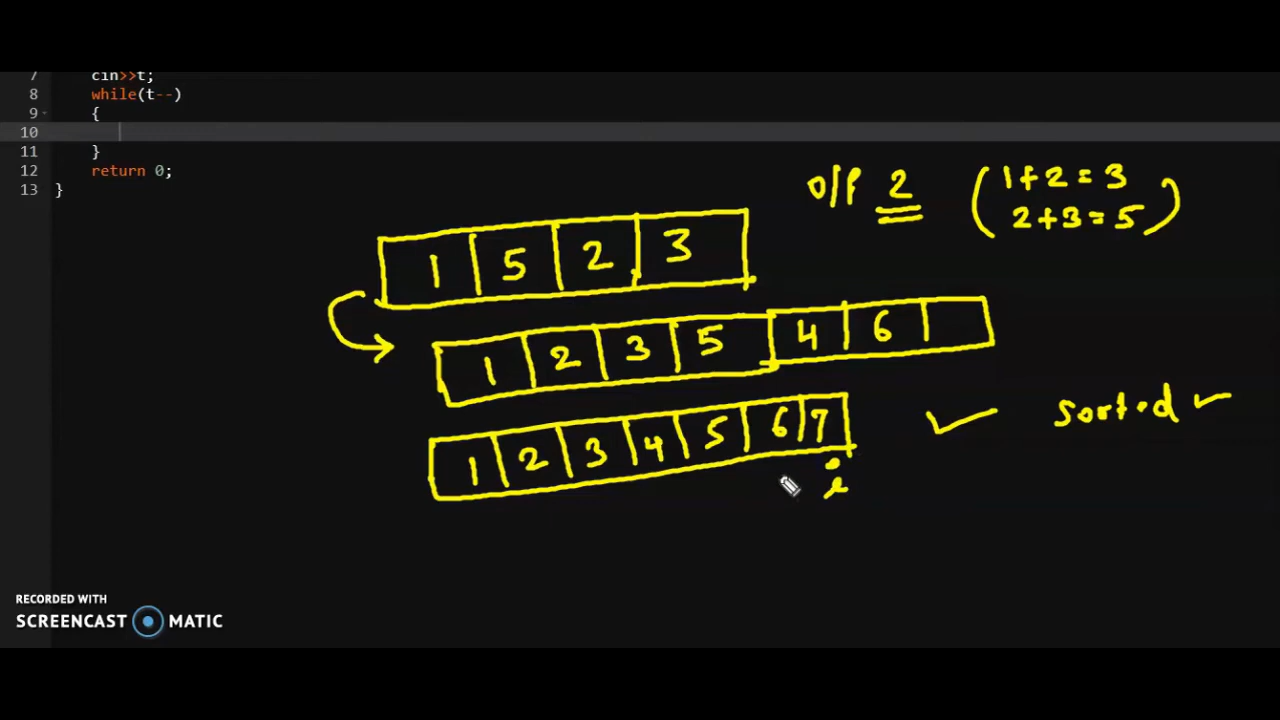 7 cin>>t;
8 while(t--)
9 {
10
11 }
12 return 0;
13 }
O/P 2 (1+2=3
2+3=5)
1 5 2 3
1 2 3 5 4 6
1 2 3 4 5 6 7
sorted
i
RECORDED WITH
SCREENCAST MATIC